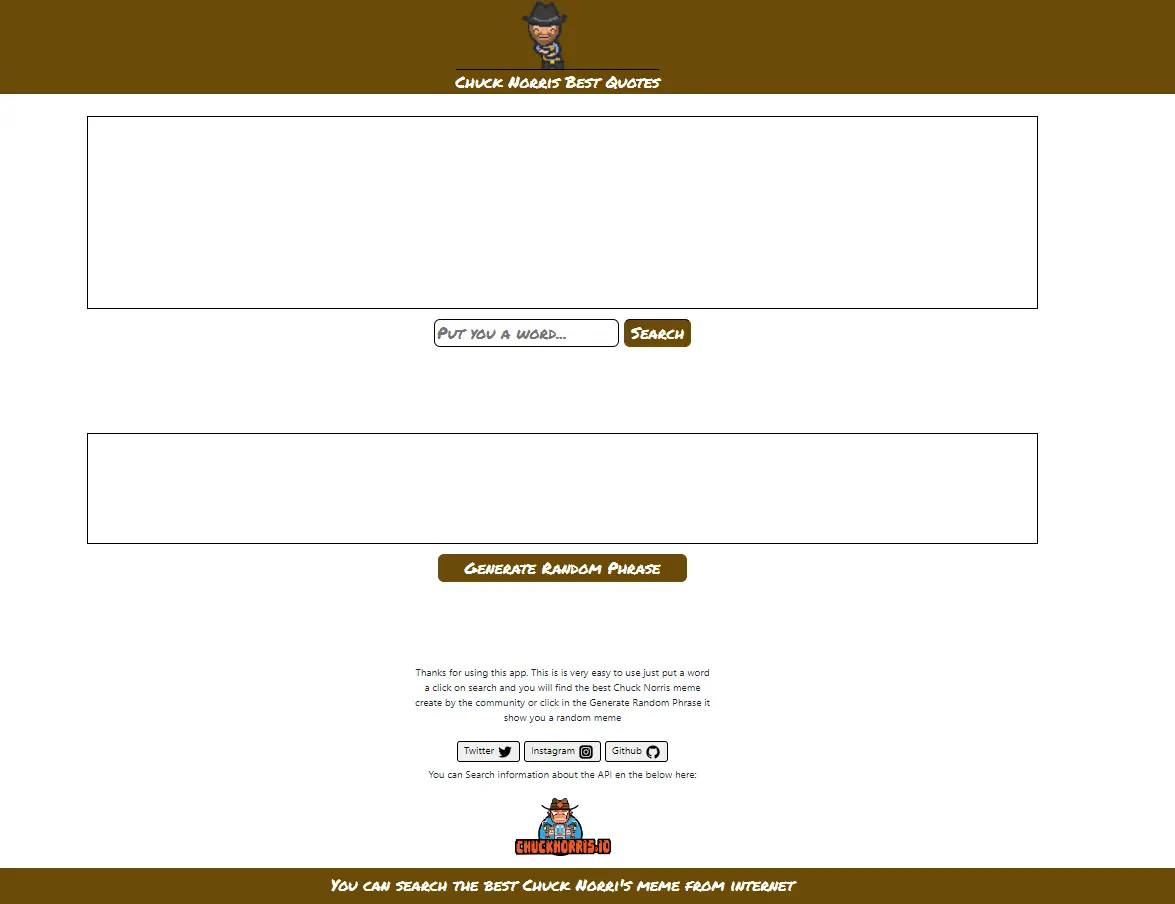 Chuck Norris Best Quotes
Put you a word...
Search
Generate Random Phrase
Thanks for using this app. This is is very easy to use just put a word
a click on search and you will find the best Chuck Norris meme
create by the community or click in the Generate Random Phrase it
show you a random meme
Twitter
Instagram
Github
You can Search information about the API en the below here:
CHUCKNORRIS.IO
You can search the best Chuck Norri's meme from internet